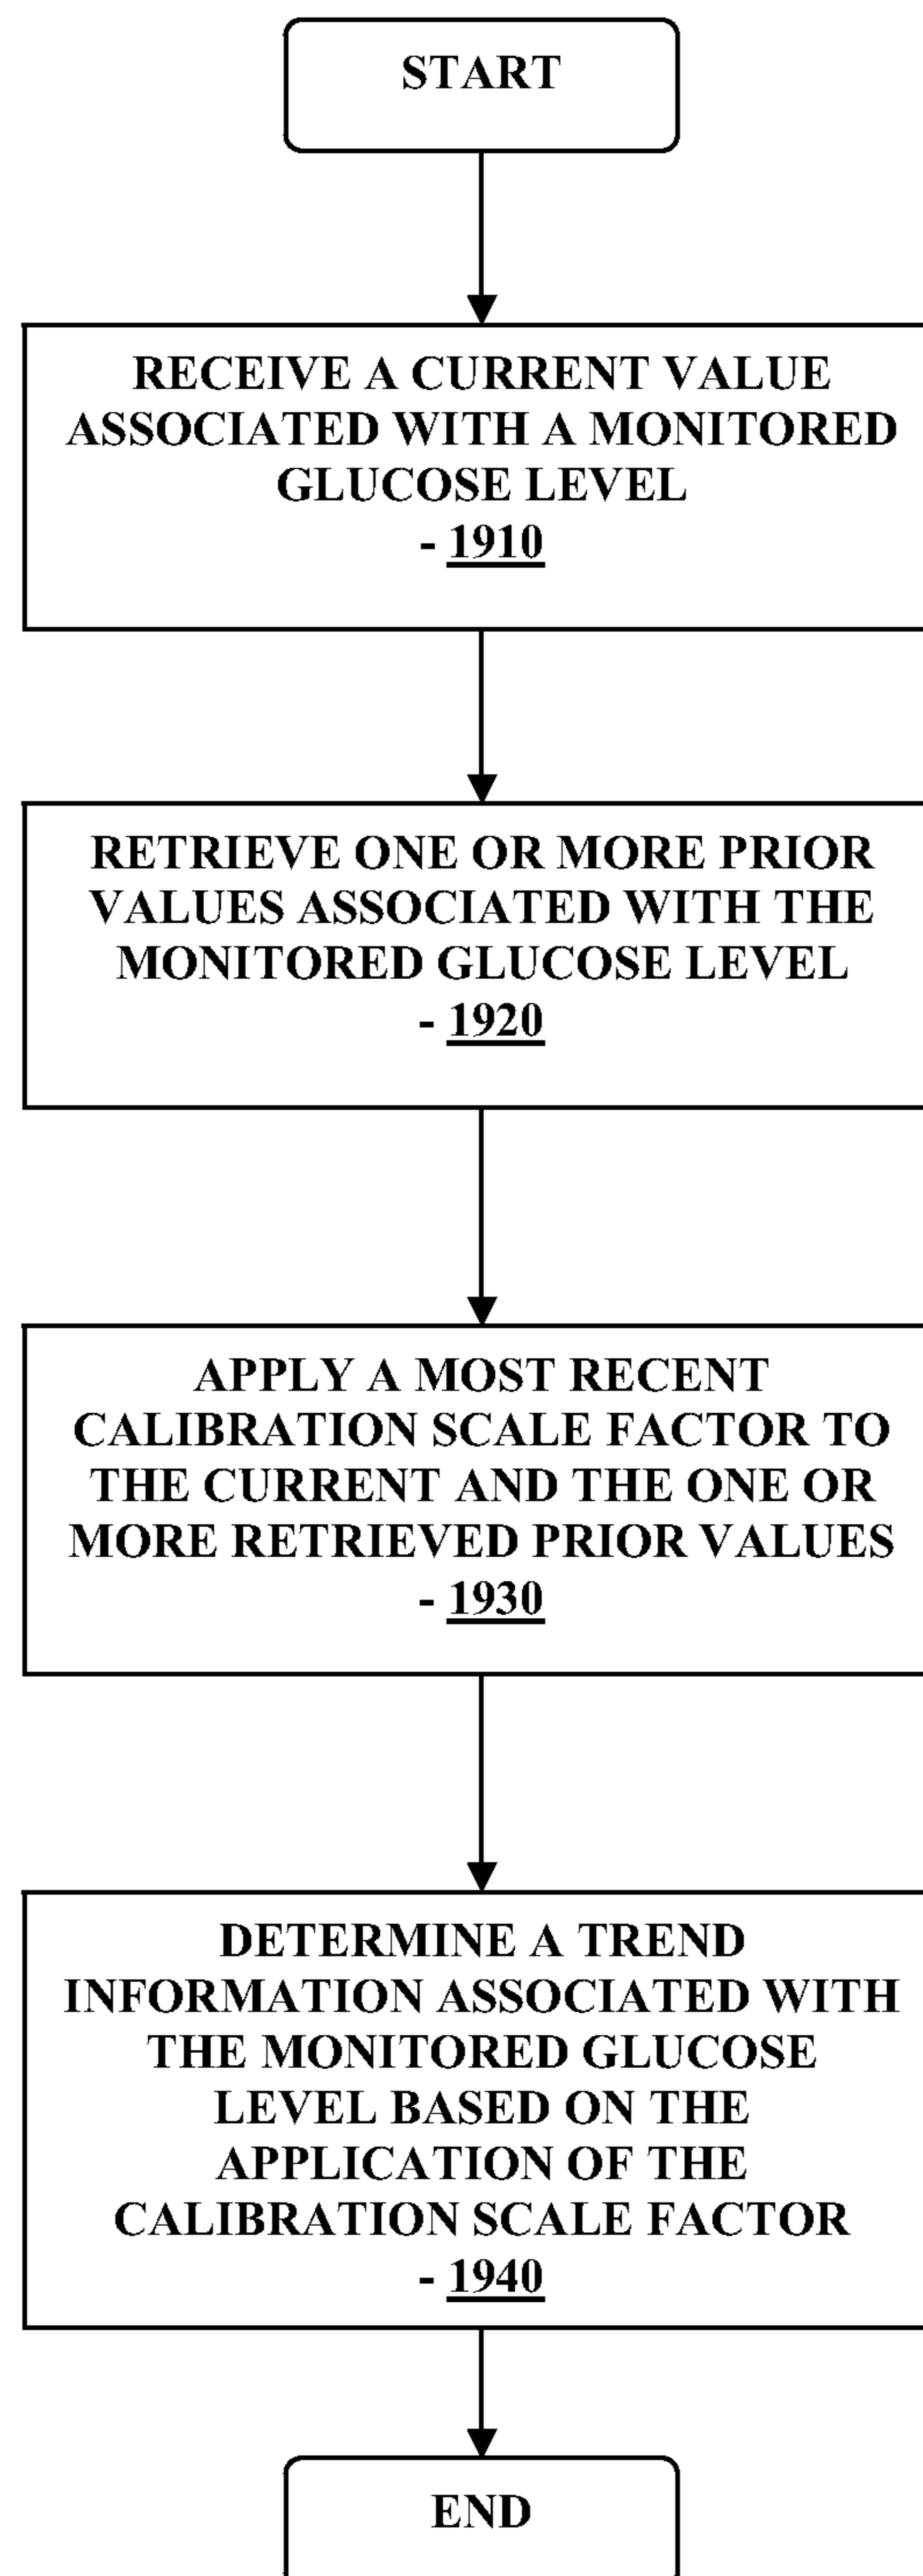 START
RECEIVE A CURRENT VALUE
ASSOCIATED WITH A MONITORED
GLUCOSE LEVEL
- 1910
RETRIEVE ONE OR MORE PRIOR
VALUES ASSOCIATED WITH THE
MONITORED GLUCOSE LEVEL
- 1920
APPLY A MOST RECENT
CALIBRATION SCALE FACTOR TO
THE CURRENT AND THE ONE OR
MORE RETRIEVED PRIOR VALUES
- 1930
DETERMINE A TREND
INFORMATION ASSOCIATED WITH
THE MONITORED GLUCOSE
LEVEL BASED ON THE
APPLICATION OF THE
CALIBRATION SCALE FACTOR
- 1940
END